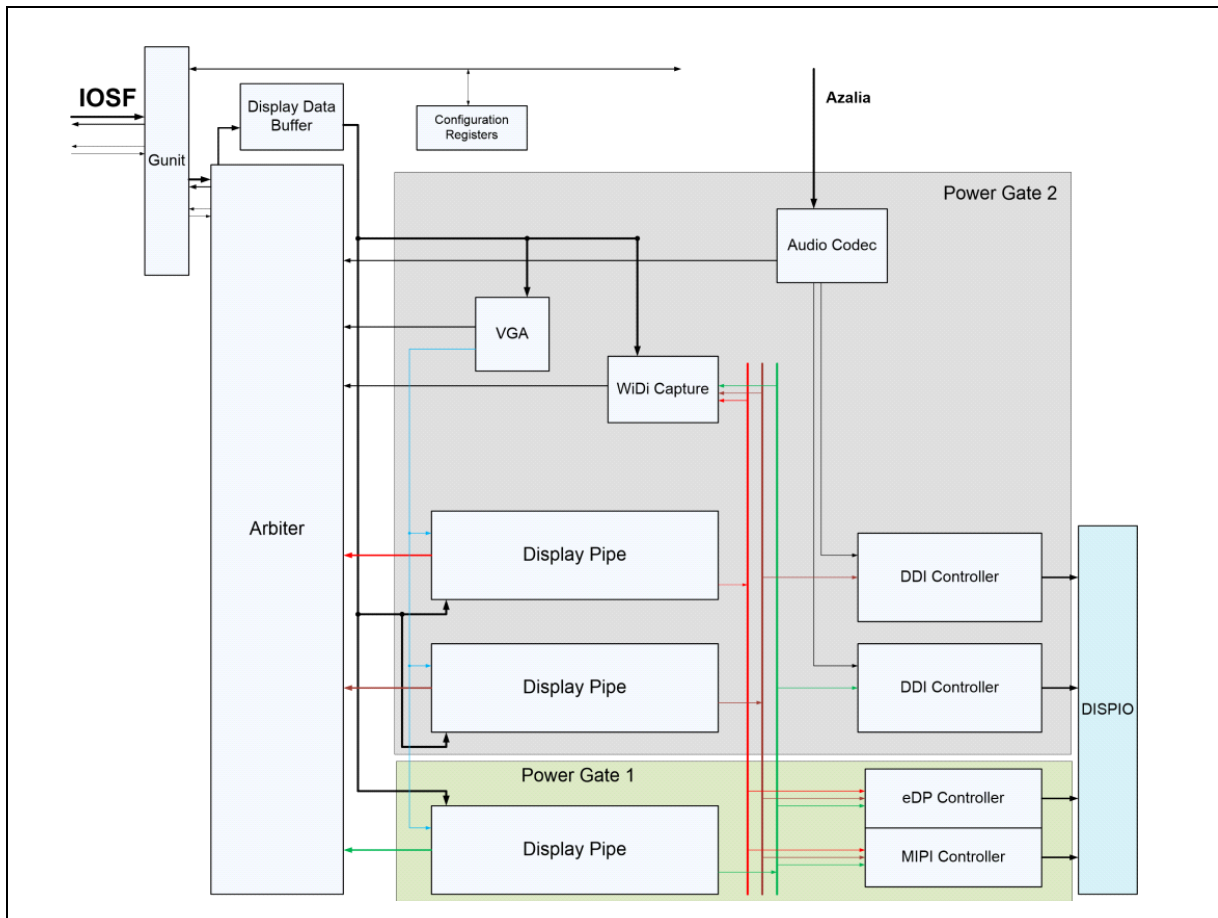 IOSF
Gunit
Display Data
Buffer
Configuration
Registers
Azalia
Power Gate 2
Audio Codec
VGA
WiDi Capture
Arbiter
Display Pipe
DDI Controller
Display Pipe
DDI Controller
DISPIO
Power Gate 1
Display Pipe
eDP Controller
MIPI Controller